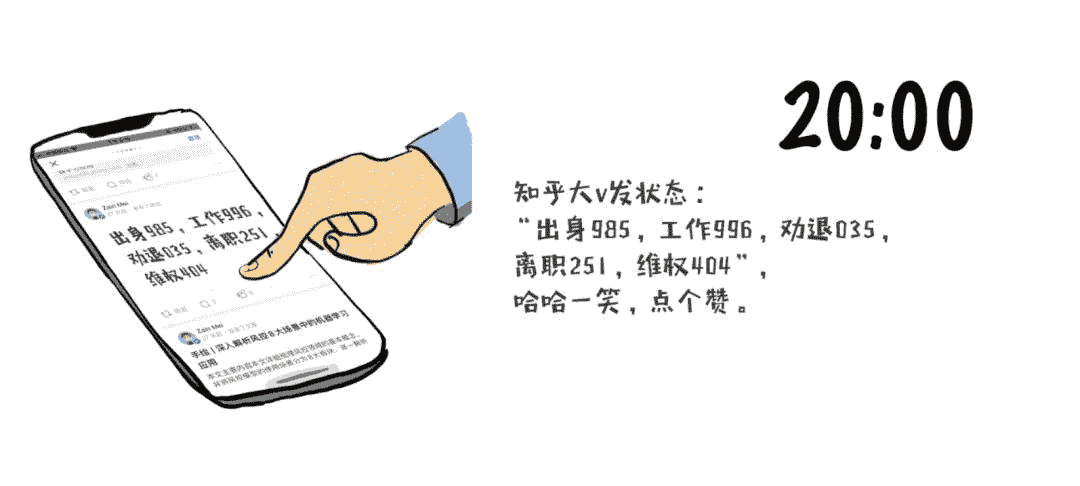 Zain Mei
出身985，工作996，
劝退035，离职251，
维权404
2
Zain Mei
手绘 | 深入解析风控8大场景中的机器学习
应用
20:00
知乎大v发状态：
“出身985，工作996，劝退035，
离职251，维权404”，
哈哈一笑，点个赞。